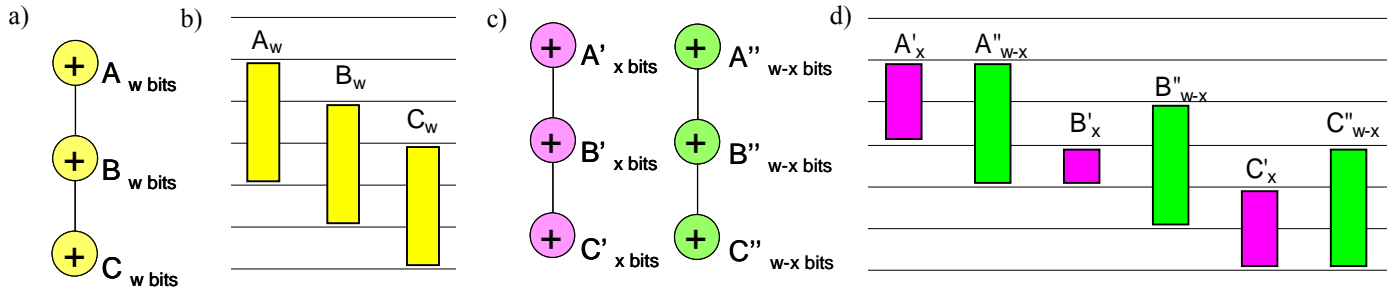 a)
+ A w bits
+ B w bits
+ C w bits
b)
Aw
Bw
Cw
c)
+ A' x bits
+ B' x bits
+ C' x bits
+ A'' w-x bits
+ B'' w-x bits
+ C'' w-x bits
d)
A'x
A''w-x
B'x
B''w-x
C'x
C''w-x